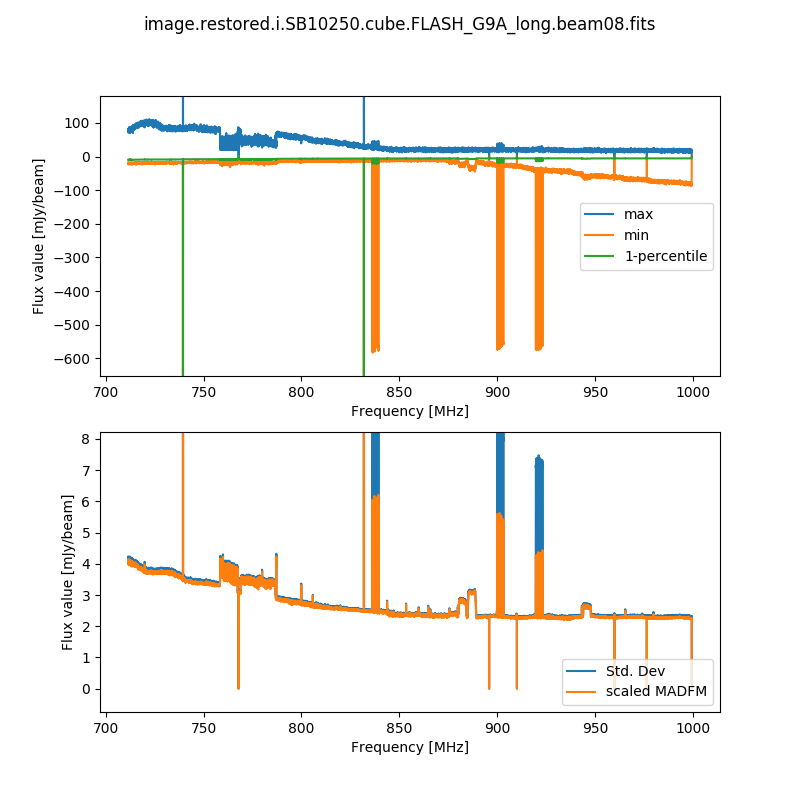 image.restored.i.SB10250.cube.FLASH_G9A_long.beam08.fits
100
0
−100
−200
−300
−400
−500
−600
Flux value [mJy/beam]
max
min
1-percentile
700 750 800 850 900 950 1000
Frequency [MHz]
8
7
6
5
4
3
2
1
0
Flux value [mJy/beam]
Std. Dev
scaled MADFM
700 750 800 850 900 950 1000
Frequency [MHz]